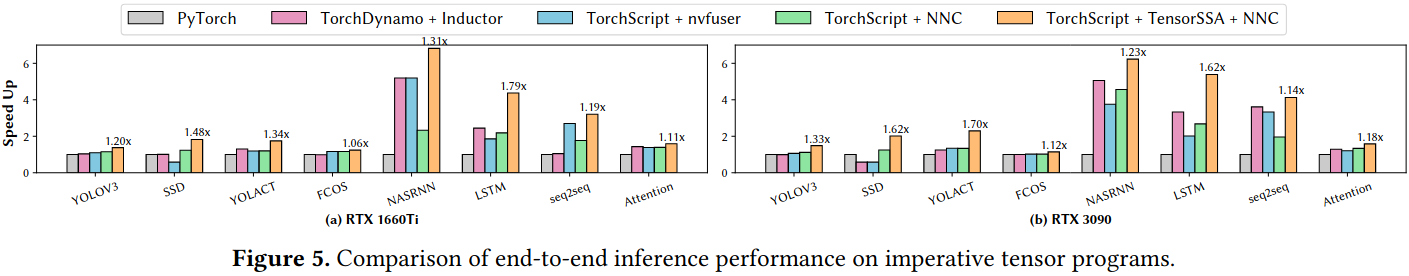 PyTorch TorchDynamo + Inductor TorchScript + nvfuser TorchScript + NNC TorchScript + TensorSSA + NNC
Speed Up
6
4
2
0
1.20x 1.48x 1.34x 1.06x 1.31x 1.79x 1.19x 1.11x
YOLOV3 SSD YOLACT FCOS NASRNN LSTM seq2seq Attention
(a) RTX 1660Ti
6
4
2
0
1.33x 1.62x 1.70x 1.12x 1.23x 1.62x 1.14x 1.18x
YOLOV3 SSD YOLACT FCOS NASRNN LSTM seq2seq Attention
(b) RTX 3090
Figure 5. Comparison of end-to-end inference performance on imperative tensor programs.